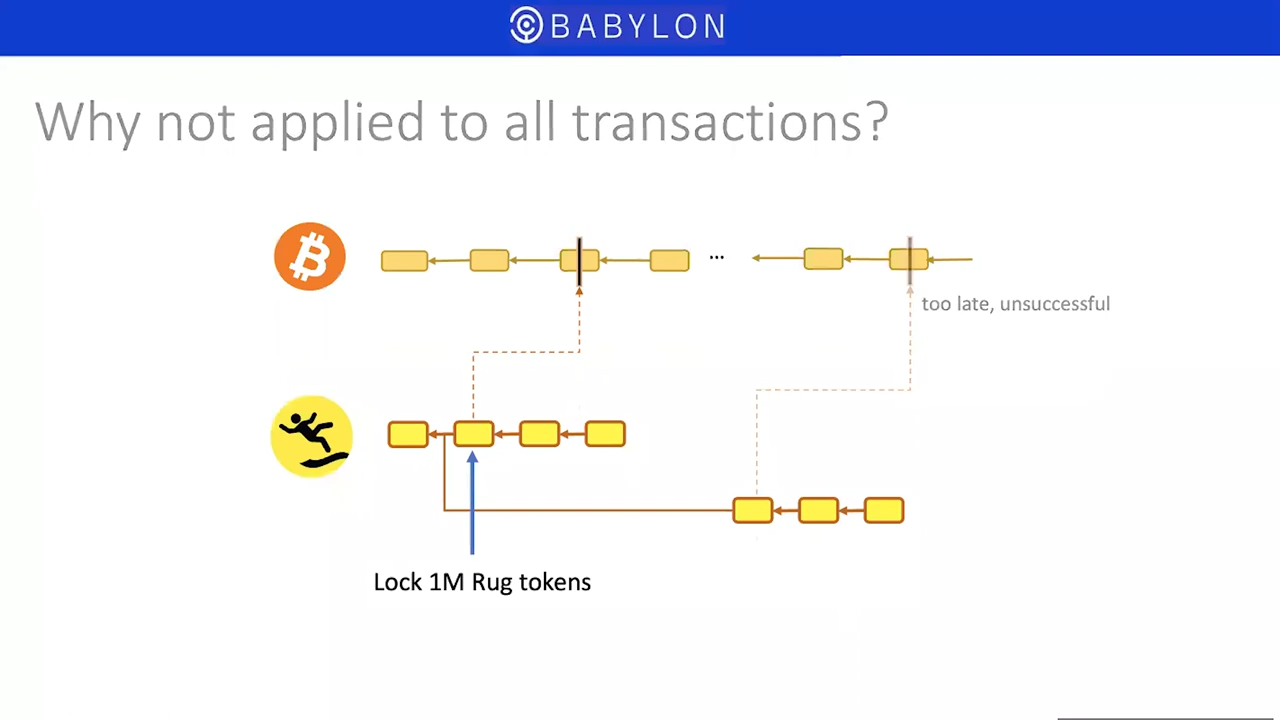 BABYLON
Why not applied to all transactions?
...
too late, unsuccessful
Lock 1M Rug tokens